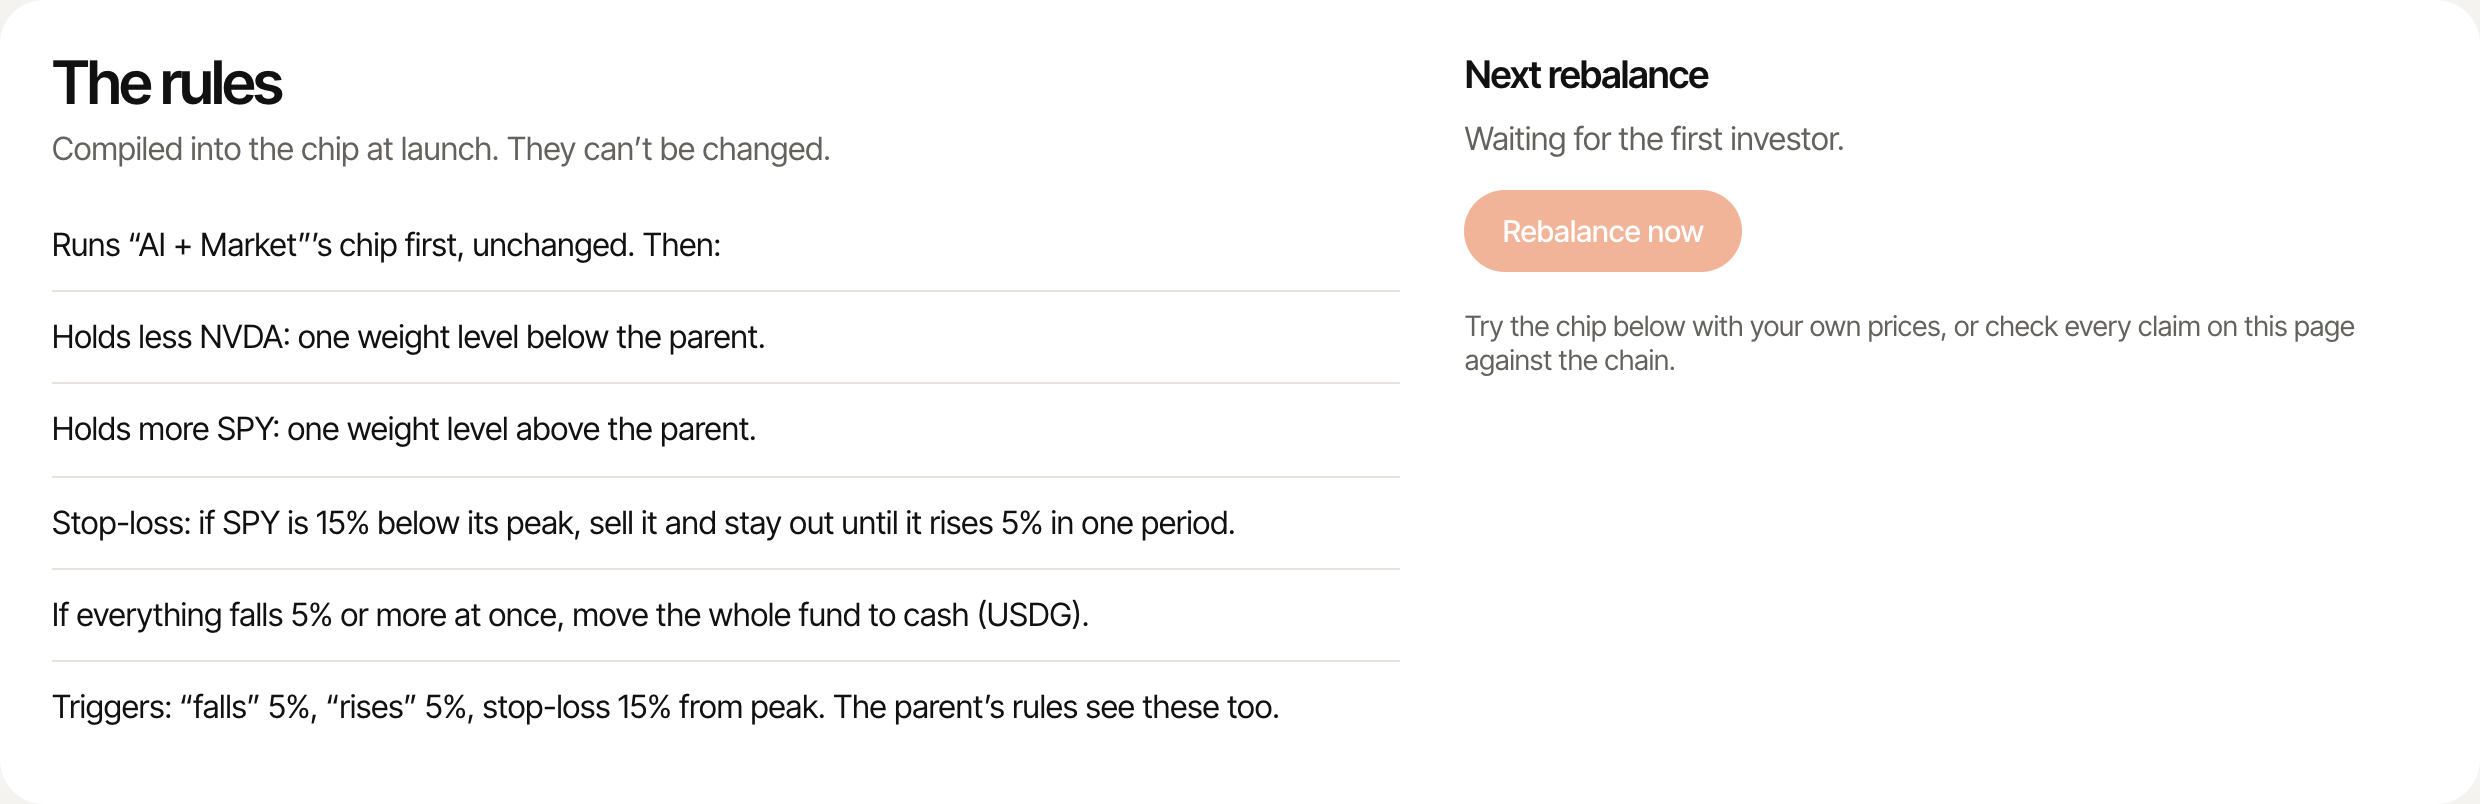 The rules
Compiled into the chip at launch. They can’t be changed.
Runs “AI + Market”’s chip first, unchanged. Then:
Holds less NVDA: one weight level below the parent.
Holds more SPY: one weight level above the parent.
Stop-loss: if SPY is 15% below its peak, sell it and stay out until it rises 5% in one period.
If everything falls 5% or more at once, move the whole fund to cash (USDG).
Triggers: “falls” 5%, “rises” 5%, stop-loss 15% from peak. The parent’s rules see these too.
Next rebalance
Waiting for the first investor.
Rebalance now
Try the chip below with your own prices, or check every claim on this page
against the chain.